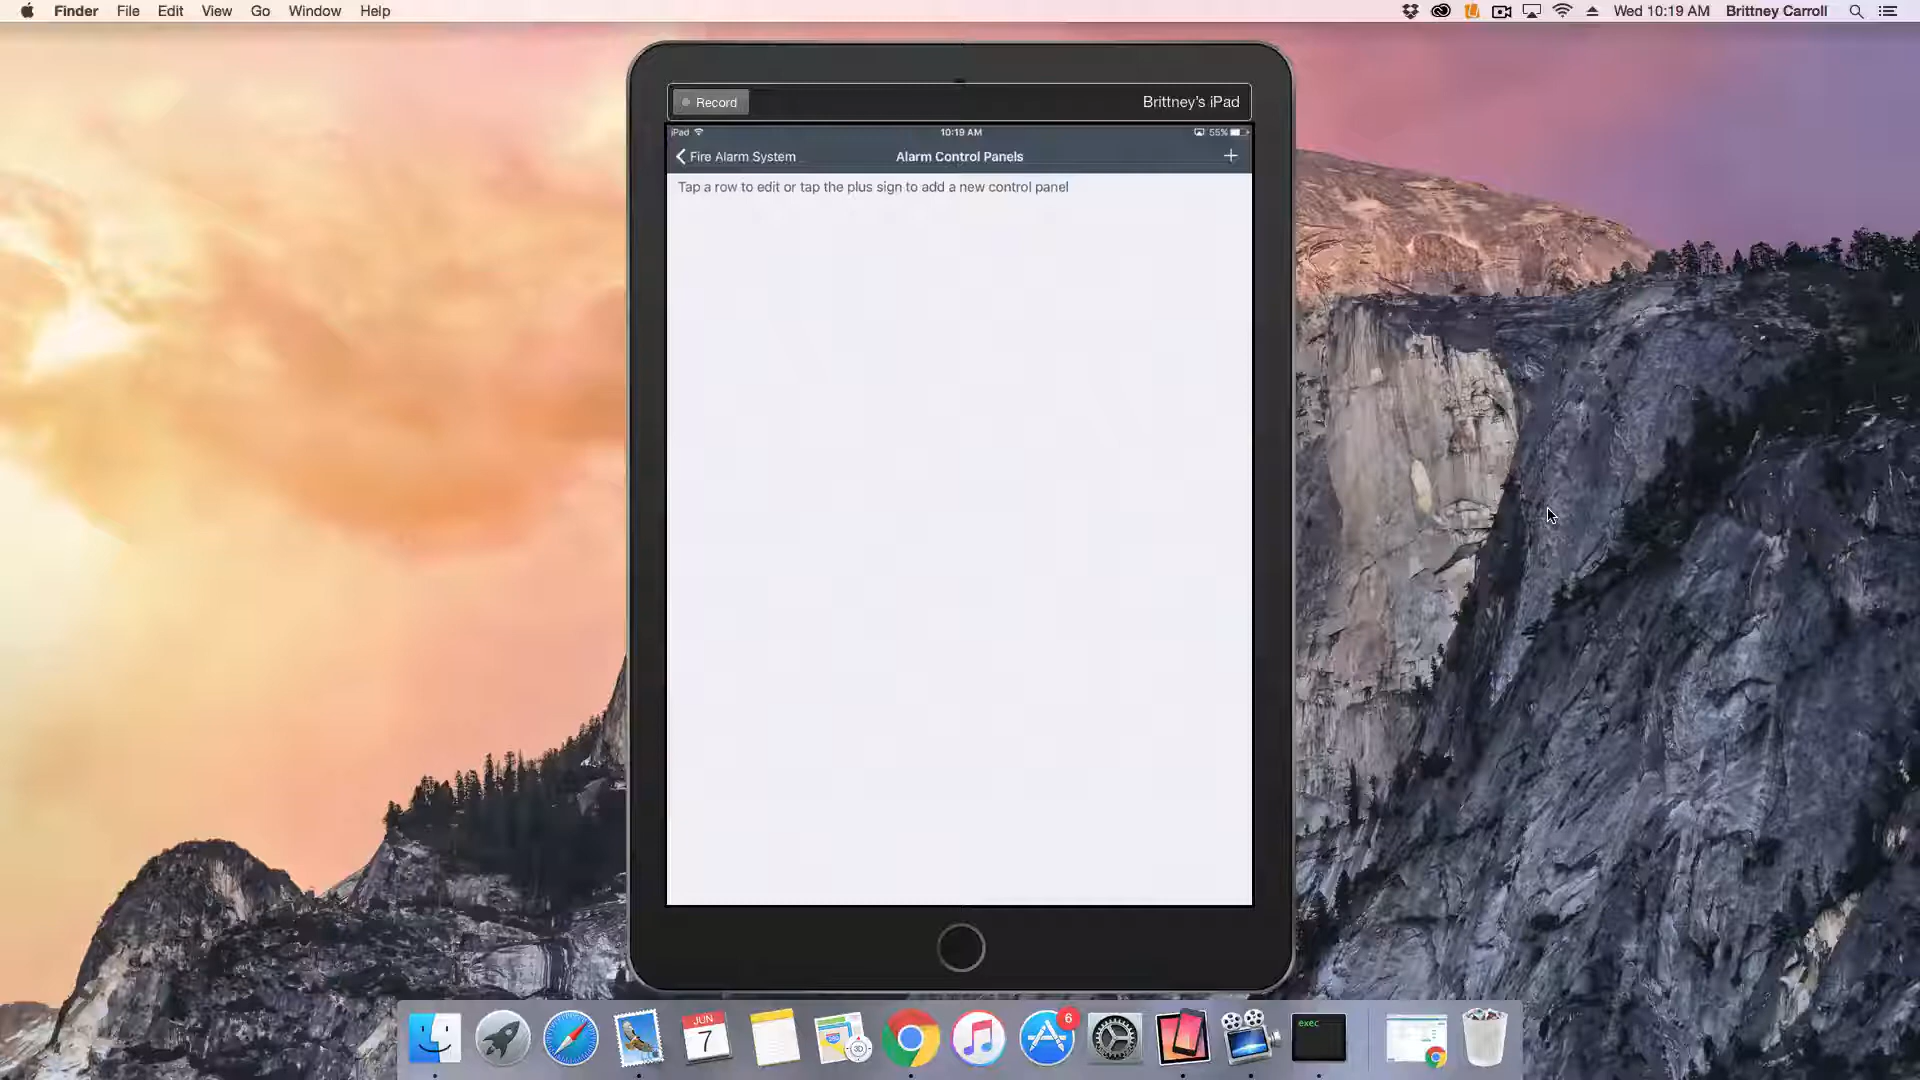 Finder File Edit View Go Window Help Wed 10:19 AM Brittney Carroll
Record Brittney's iPad
iPad 10:19 AM 55%
Fire Alarm System Alarm Control Panels +
Tap a row to edit or tap the plus sign to add a new control panel
JUN
7
3D
6
exec